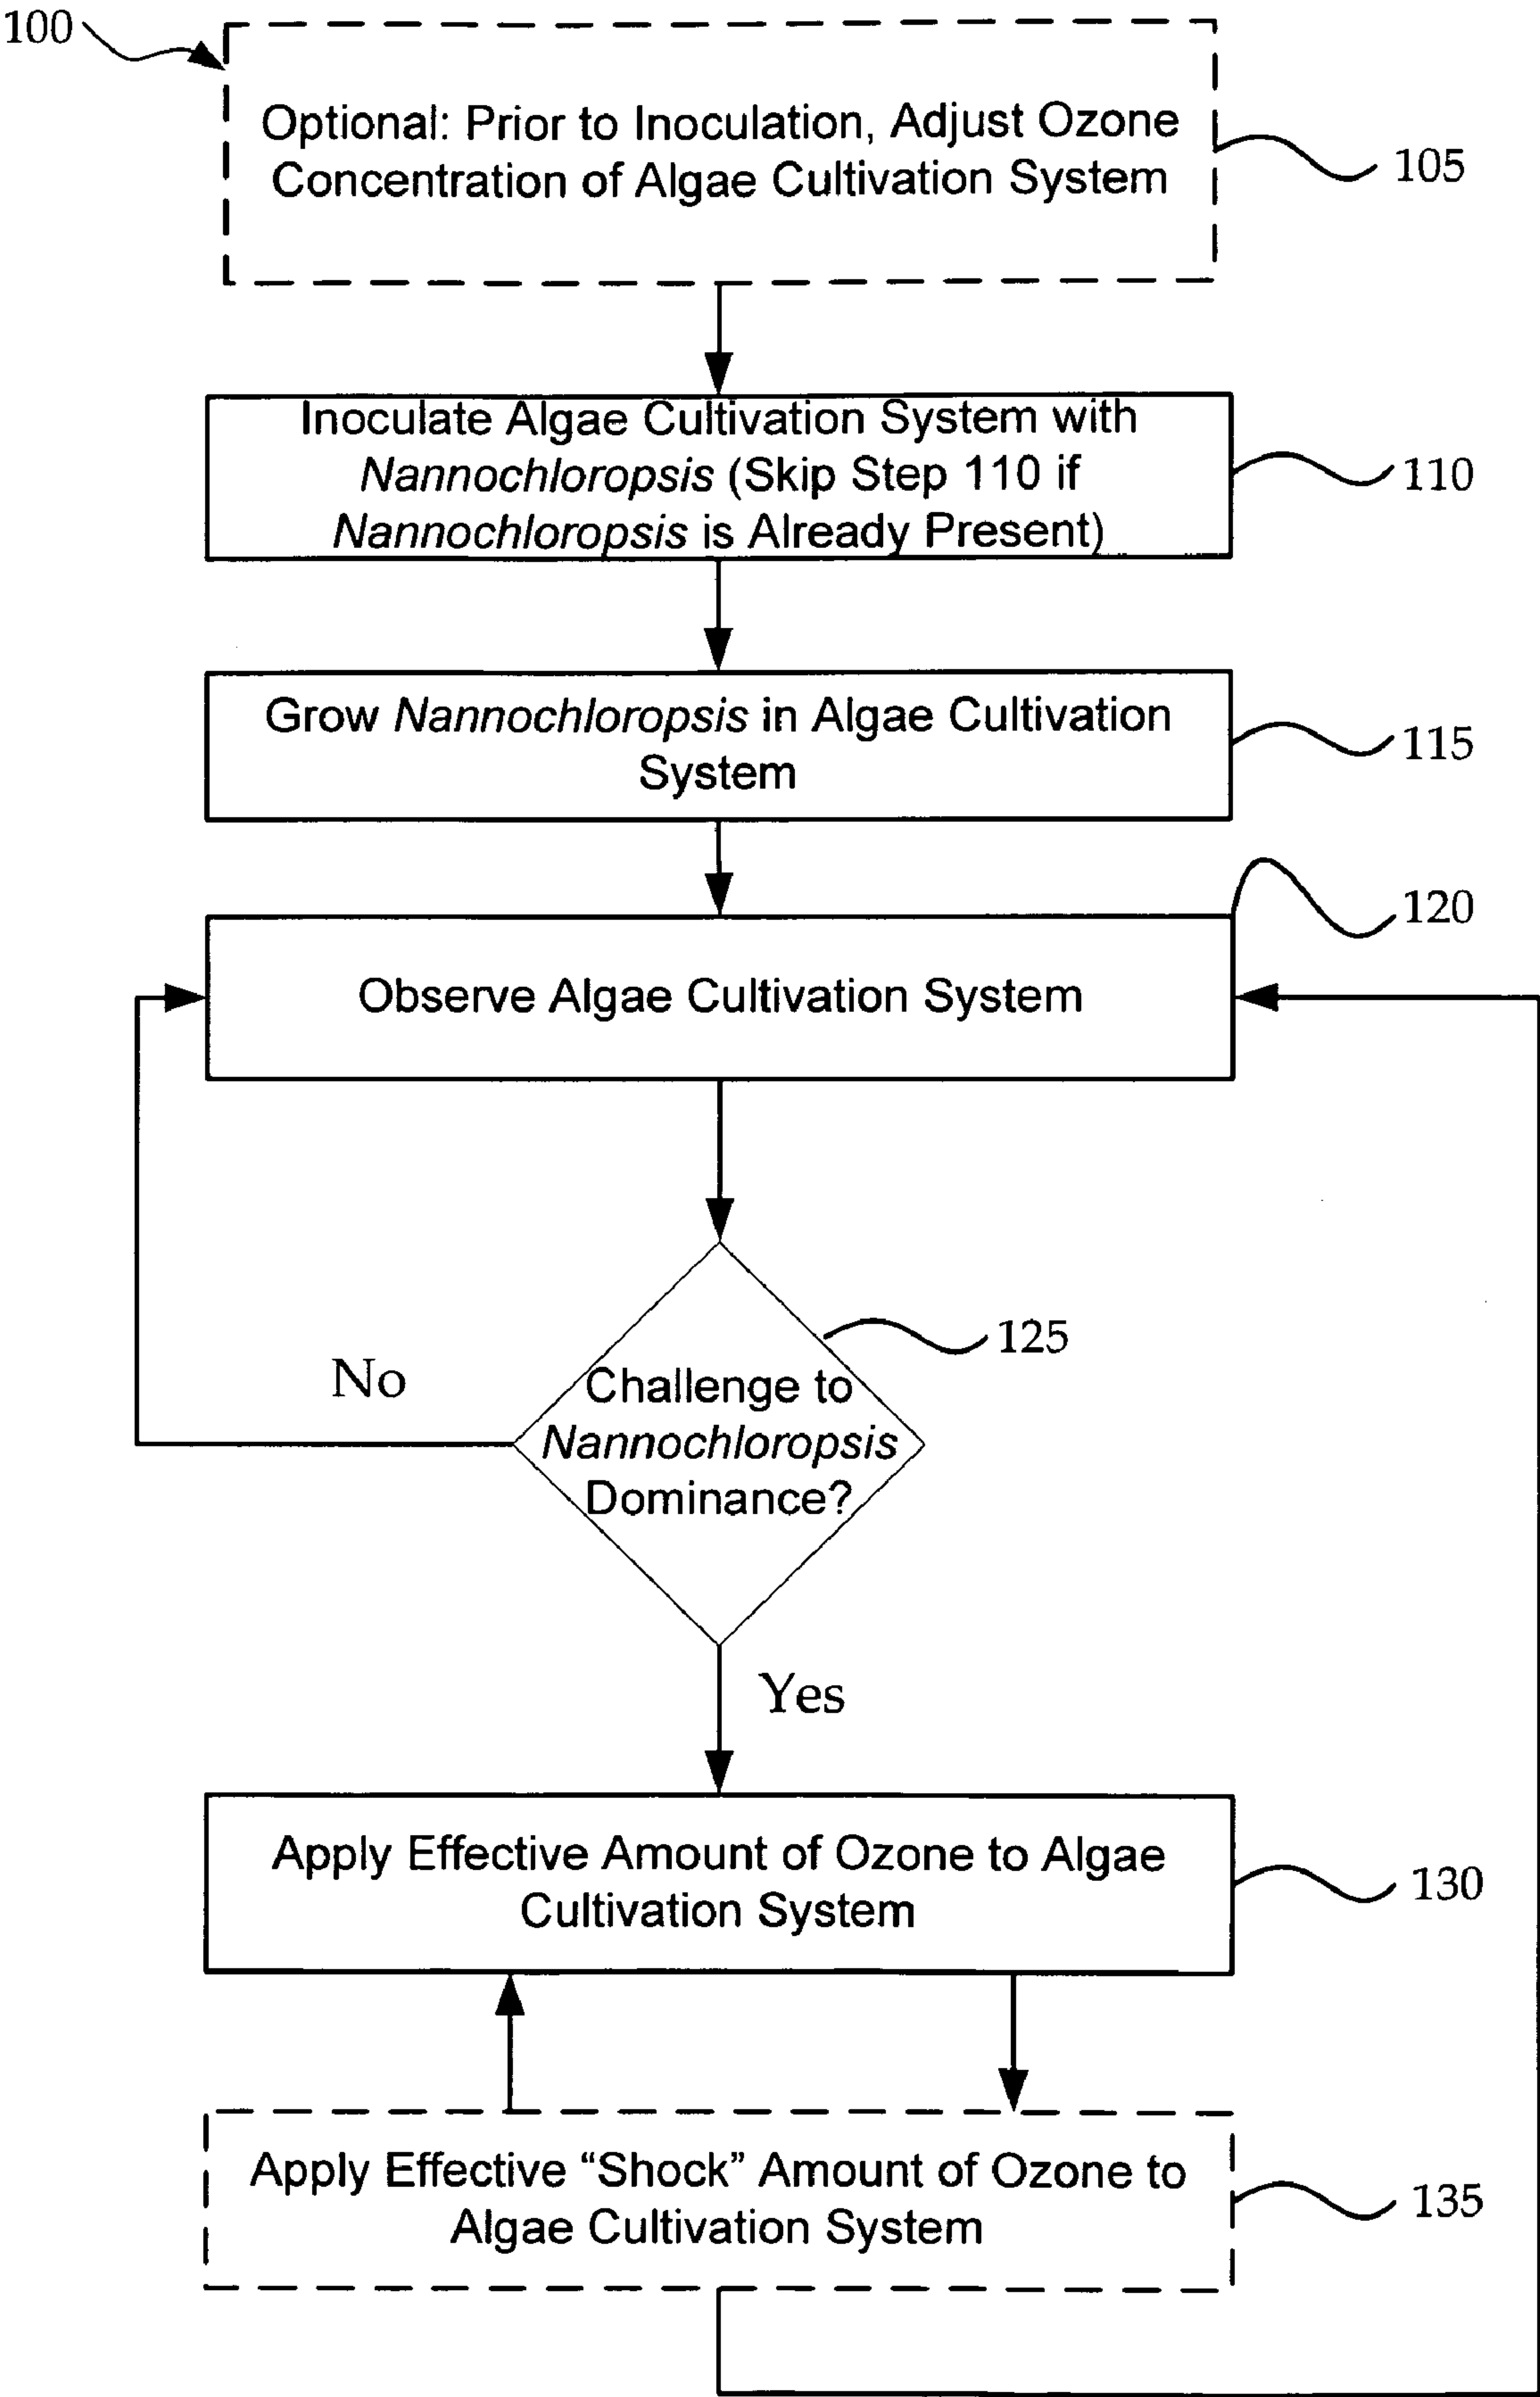 100
Optional: Prior to Inoculation, Adjust Ozone
Concentration of Algae Cultivation System
105
Inoculate Algae Cultivation System with
Nannochloropsis (Skip Step 110 if
Nannochloropsis is Already Present)
110
Grow Nannochloropsis in Algae Cultivation
System
115
120
Observe Algae Cultivation System
125
No
Challenge to
Nannochloropsis
Dominance?
Yes
Apply Effective Amount of Ozone to Algae
Cultivation System
130
Apply Effective “Shock” Amount of Ozone to
Algae Cultivation System
135